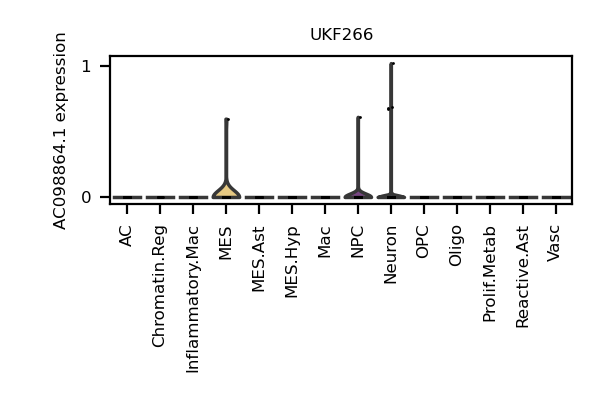 UKF266
AC098864.1 expression
1
0
AC
Chromatin.Reg
Inflammatory.Mac
MES
MES.Ast
MES.Hyp
Mac
NPC
Neuron
OPC
Oligo
Prolif.Metab
Reactive.Ast
Vasc